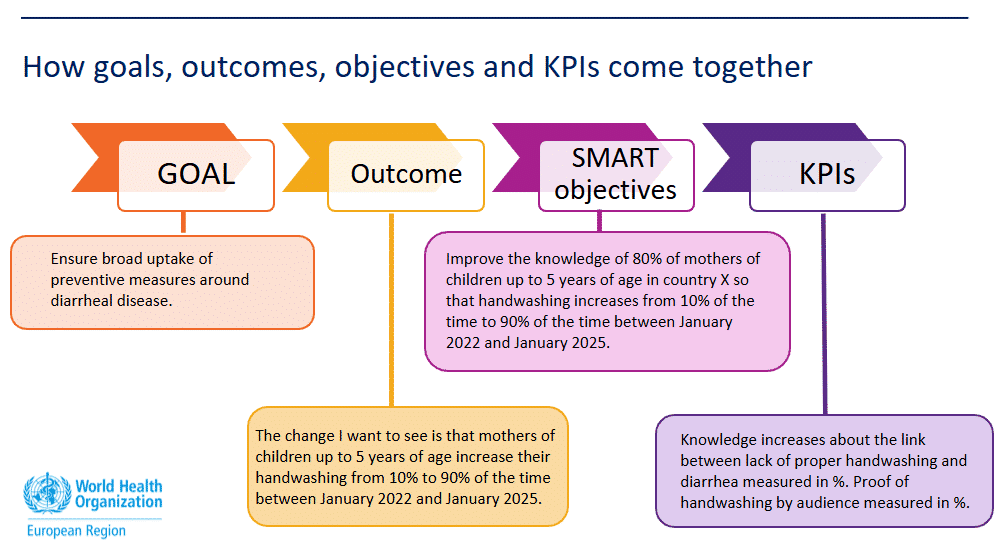 How goals, outcomes, objectives and KPIs come together
GOAL
Outcome
SMART
objectives
KPIs
Ensure broad uptake of
preventive measures around
diarrheal disease.
Improve the knowledge of 80% of mothers of
children up to 5 years of age in country X so
that handwashing increases from 10% of the
time to 90% of the time between January
2022 and January 2025.
The change I want to see is that mothers of
children up to 5 years of age increase their
handwashing from 10% to 90% of the time
between January 2022 and January 2025.
Knowledge increases about the link
between lack of proper handwashing and
diarrhea measured in %. Proof of
handwashing by audience measured in %.
World Health
Organization
European Region